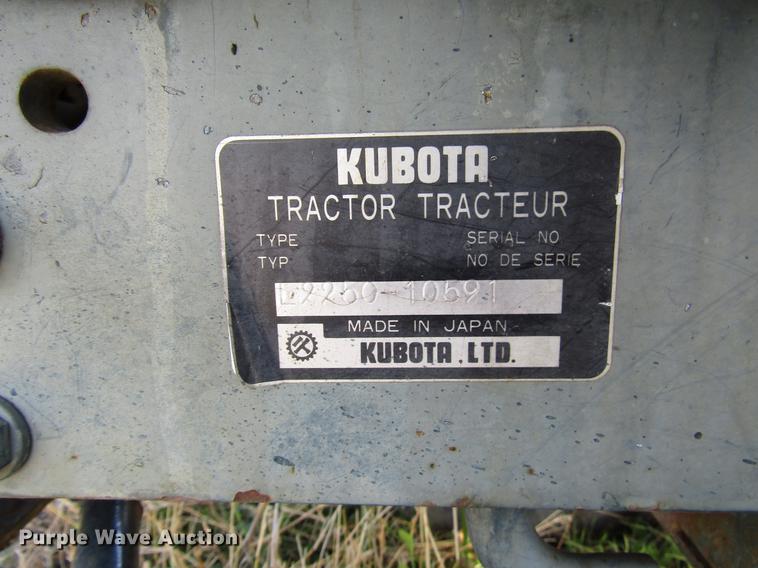 KUBOTA
TRACTOR TRACTEUR
TYPE SERIAL NO
TYP NO DE SERIE
L2250-10591
MADE IN JAPAN
KUBOTA, LTD.
Purple Wave Auction